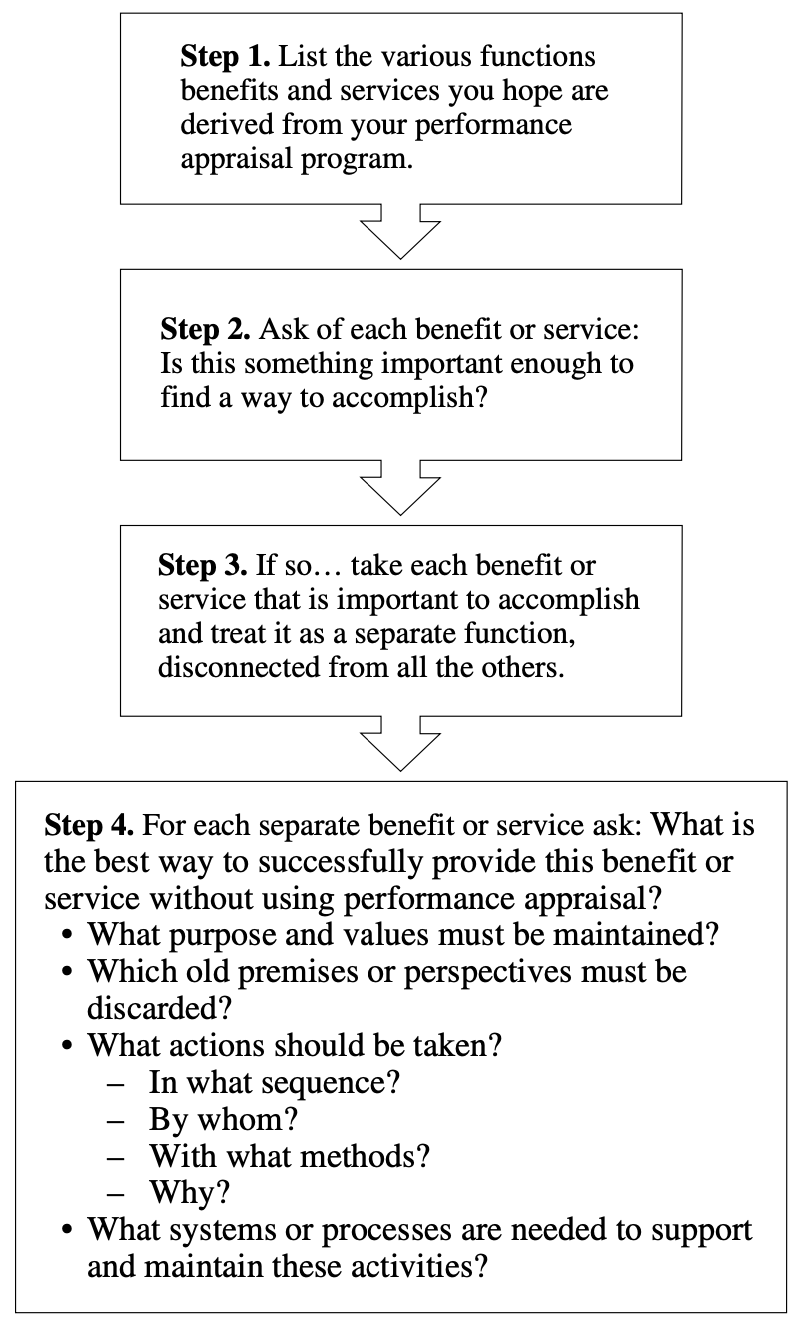 Step 1. List the various functions
benefits and services you hope are
derived from your performance
appraisal program.
Step 2. Ask of each benefit or service:
Is this something important enough to
find a way to accomplish?
Step 3. If so… take each benefit or
service that is important to accomplish
and treat it as a separate function,
disconnected from all the others.
Step 4. For each separate benefit or service ask: What is
the best way to successfully provide this benefit or
service without using performance appraisal?
• What purpose and values must be maintained?
• Which old premises or perspectives must be
discarded?
• What actions should be taken?
– In what sequence?
– By whom?
– With what methods?
– Why?
• What systems or processes are needed to support
and maintain these activities?